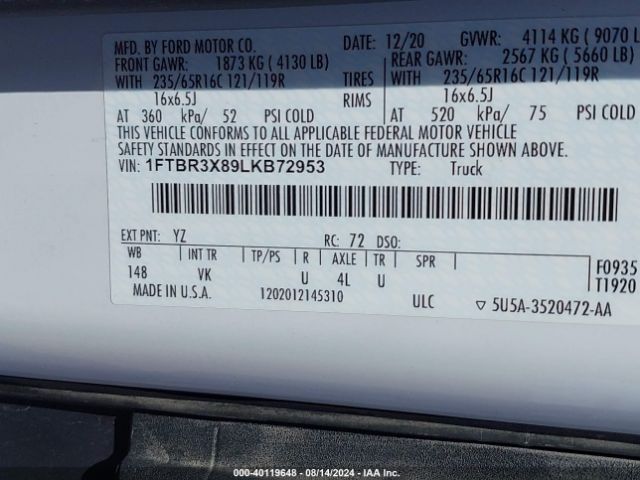 MFD. BY FORD MOTOR CO. DATE: 12/20 GVWR: 4114 KG ( 9070
FRONT GAWR: 1873 KG ( 4130 LB) REAR GAWR: 2567 KG ( 5660 LB)
WITH 235/65R16C 121/119R TIRES WITH 235/65R16C 121/119R
16x6.5J RIMS 16x6.5J
AT 360 kPa/ 52 PSI COLD AT 520 kPa/ 75 PSI COLD
THIS VEHICLE CONFORMS TO ALL APPLICABLE FEDERAL MOTOR VEHICLE
SAFETY STANDARDS IN EFFECT ON THE DATE OF MANUFACTURE SHOWN ABOVE.
VIN: 1FTBR3X89LKB72953 TYPE: Truck
EXT PNT: YZ RC: 72 DSO:
WB INT TR TP/PS R AXLE TR SPR
148 VK U 4L U
F0935
T1920
MADE IN U.S.A. 1202012145310 ULC ▽ 5U5A-3520472-AA
000-40119648 - 08/14/2024 - IAA Inc.